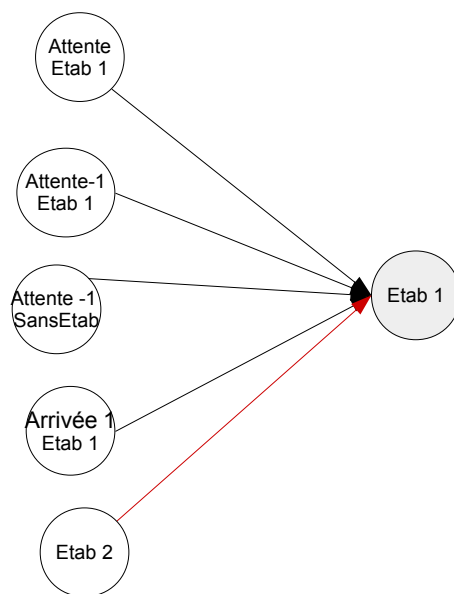 Attente
Etab 1
Attente-1
Etab 1
Attente -1
SansEtab
Etab 1
Arrivée 1
Etab 1
Etab 2